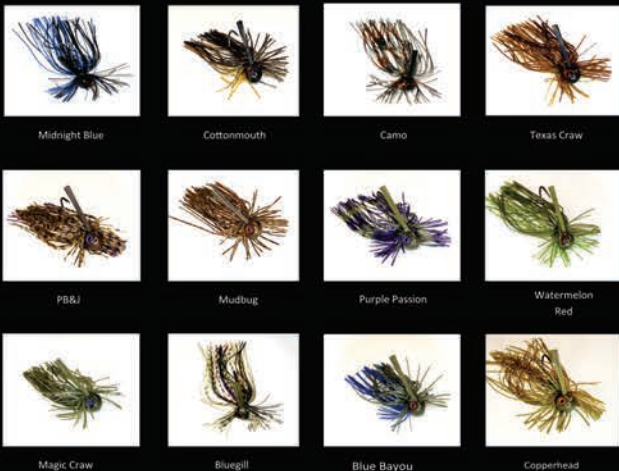 Midnight Blue
Cottonmouth
Camo
Texas Craw
PB&J
Mudbug
Purple Passion
Watermelon
Red
Magic Craw
Bluegill
Blue Bayou
Copperhead